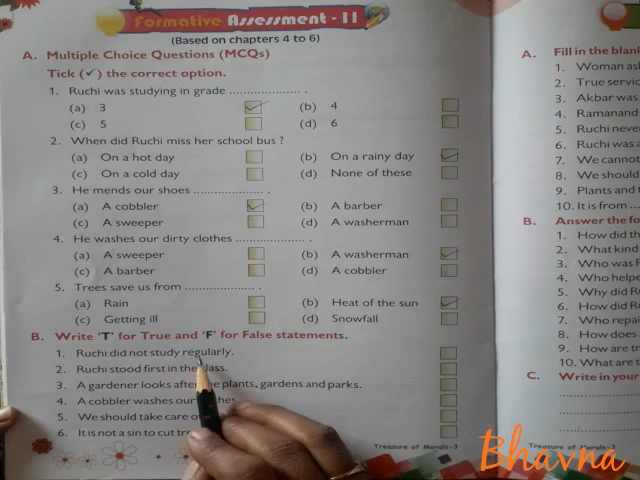 Formative Assessment - II
(Based on chapters 4 to 6)
A. Multiple Choice Questions (MCQs)
Tick (✓) the correct option.
1. Ruchi was studying in grade .................... .
(a) 3 (b) 4
(c) 5 (d) 6
2. When did Ruchi miss her school bus ?
(a) On a hot day (b) On a rainy day
(c) On a cold day (d) None of these
3. He mends our shoes .................... .
(a) A cobbler (b) A barber
(c) A sweeper (d) A washerman
4. He washes our dirty clothes .................... .
(a) A sweeper (b) A washerman
(c) A barber (d) A cobbler
5. Trees save us from .................... .
(a) Rain (b) Heat of the sun
(c) Getting ill (d) Snowfall
B. Write 'T' for True and 'F' for False statements.
1. Ruchi did not study regularly.
2. Ruchi stood first in the class.
3. A gardener looks after the plants, gardens and parks.
4. A cobbler washes our
5. We should take care
6. It is not a sin to cut
Treasure of Morals-3
A. Fill in the
1. Woman
2. True
3. Akbar was
4. Ramanand
5. Ruchi never
6. Ruchi was
7. We cannot
8. We should
9. Plants and
10. It is from ...
B. Answer the
1. How did
2. What kind
3. Who was
4. Who
5. Why did
6. How did
7. Who
8. How does
9. How are
10. How
C. Write in your
Treasure of Morals-3
Bhavna